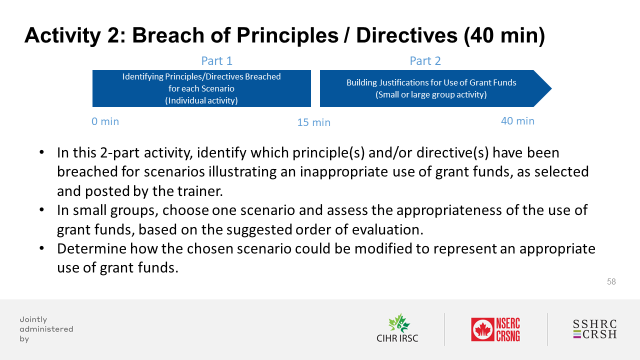 Activity 2: Breach of Principles / Directives (40 min)
Part 1
Part 2
Identifying Principles/Directives Breached
for each Scenario
(Individual activity)
Building Justifications for Use of Grant Funds
(Small or large group activity)
0 min
15 min
40 min
• In this 2-part activity, identify which principle(s) and/or directive(s) have been
breached for scenarios illustrating an inappropriate use of grant funds, as selected
and posted by the trainer.
• In small groups, choose one scenario and assess the appropriateness of the use of
grant funds, based on the suggested order of evaluation.
• Determine how the chosen scenario could be modified to represent an appropriate
use of grant funds.
58
Jointly
administered
by
CIHR IRSC
NSERC
CRSNG
SSHRC
CRSH